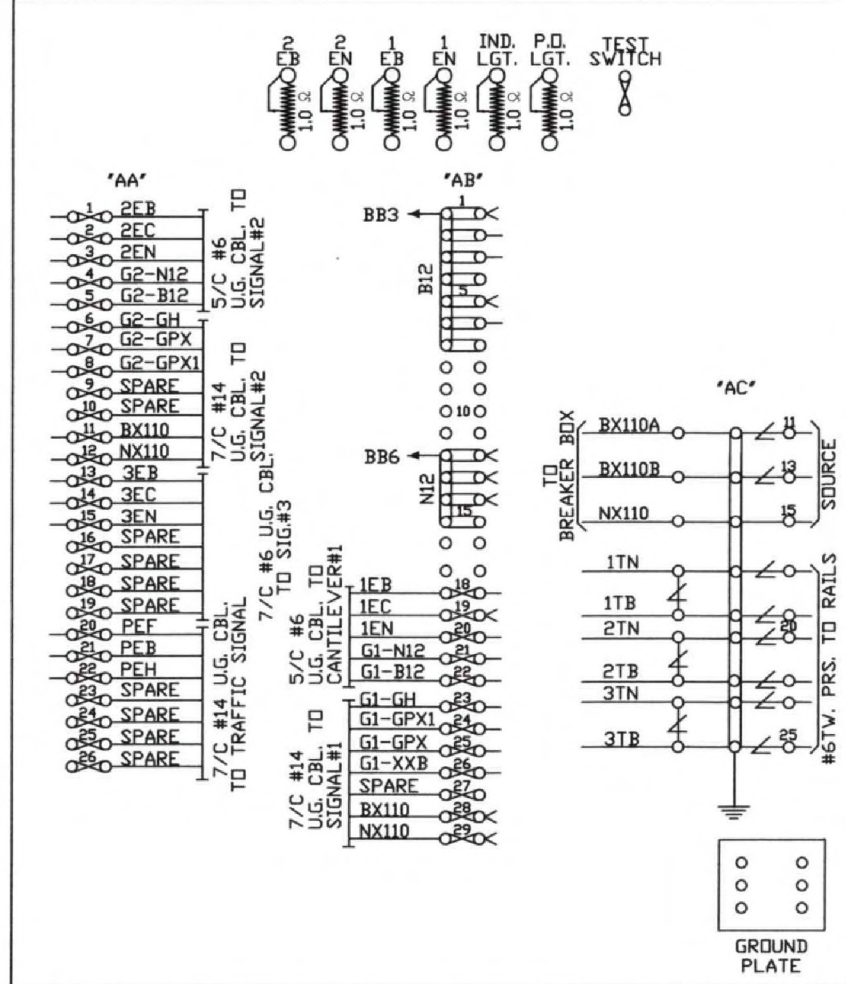 2 EB
2 EN
1 EB
1 EN
IND. LGT.
P.O. LGT.
TEST SWITCH
1.0 Ω
1.0 Ω
1.0 Ω
1.0 Ω
1.0 Ω
1.0 Ω
"AA"
1 2EB
2 2EC
3 2EN
4 G2-N12
5 G2-B12
6 G2-GH
7 G2-GPX
8 G2-GPX1
9 SPARE
10 SPARE
11 BX110
12 NX110
13 3EB
14 3EC
15 3EN
16 SPARE
17 SPARE
18 SPARE
19 SPARE
20 PEF
21 PEB
22 PEH
23 SPARE
24 SPARE
25 SPARE
26 SPARE
5/C #6
U.G. CBL. TO
SIGNAL#2
7/C #14
U.G. CBL. TO
SIGNAL#2
7/C #6 U.G. CBL.
TO SIG.#3
7/C #14 U.G. CBL.
TO TRAFFIC SIGNAL
"AB"
1
BB3
B12
5
10
BB6
N12
15
1EB 18
1EC 19
1EN 20
G1-N12 21
G1-B12 22
G1-GH 23
G1-GPX1 24
G1-GPX 25
G1-XXB 26
SPARE 27
BX110 28
NX110 29
5/C #6
U.G. CBL. TO
CANTILEVER#1
7/C #14
U.G. CBL. TO
SIGNAL#1
"AC"
TO
BREAKER BOX
BX110A 11
BX110B 13
NX110 15
SOURCE
1TN
1TB
2TN 20
2TB
3TN
3TB 25
#6TW. PRS. TO RAILS
GROUND
PLATE